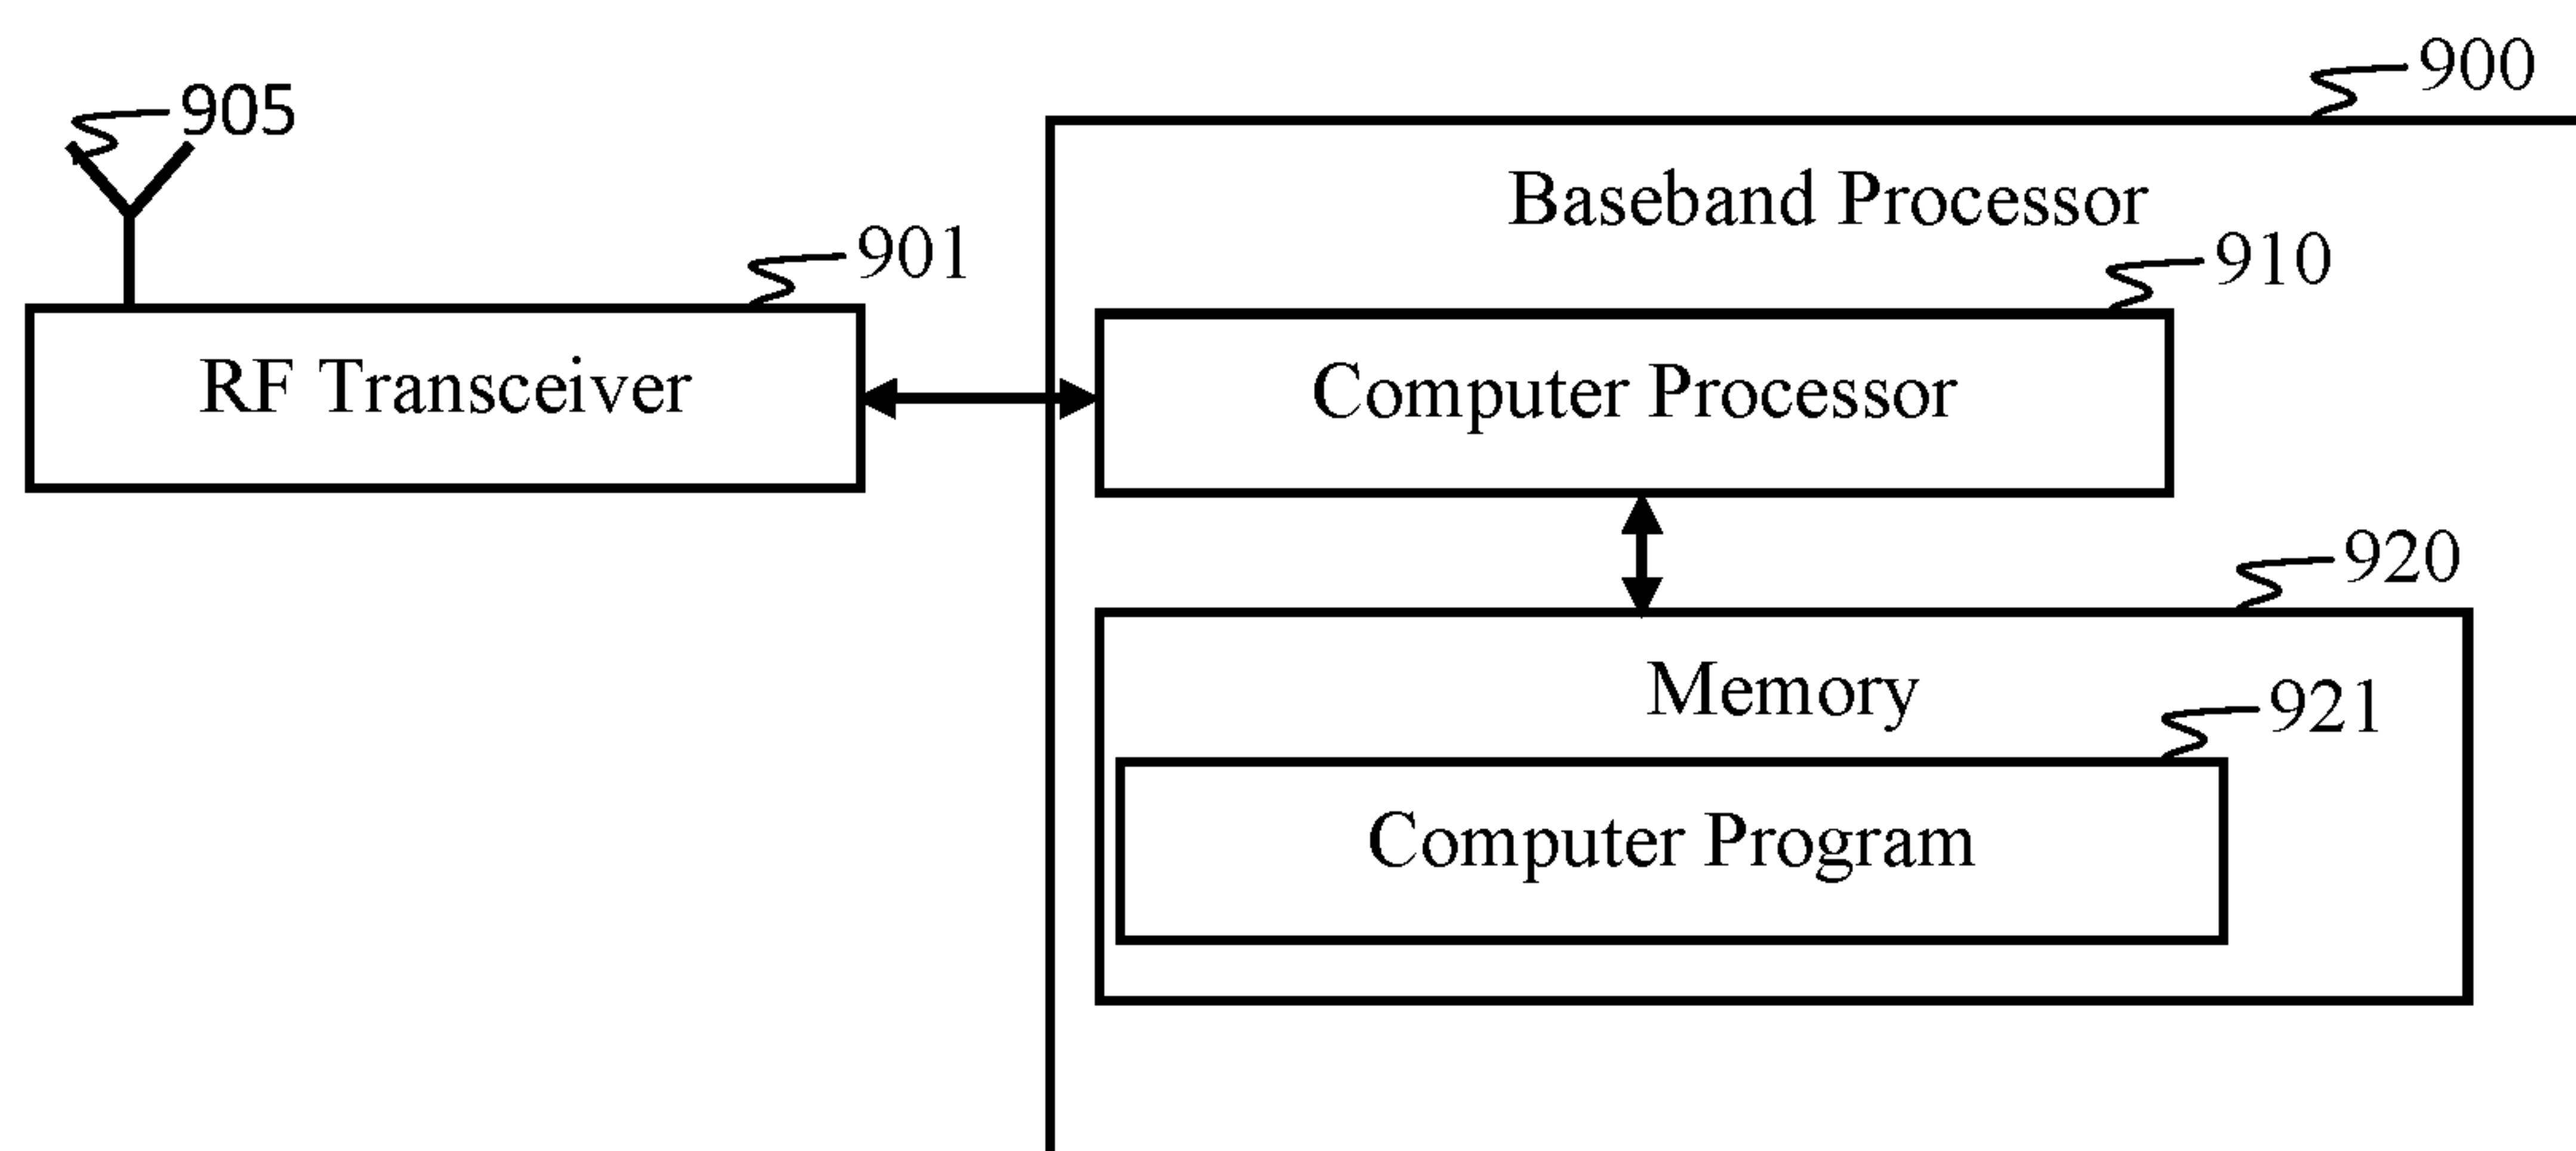 900
905
Baseband Processor
901
910
RF Transceiver
Computer Processor
920
Memory
921
Computer Program